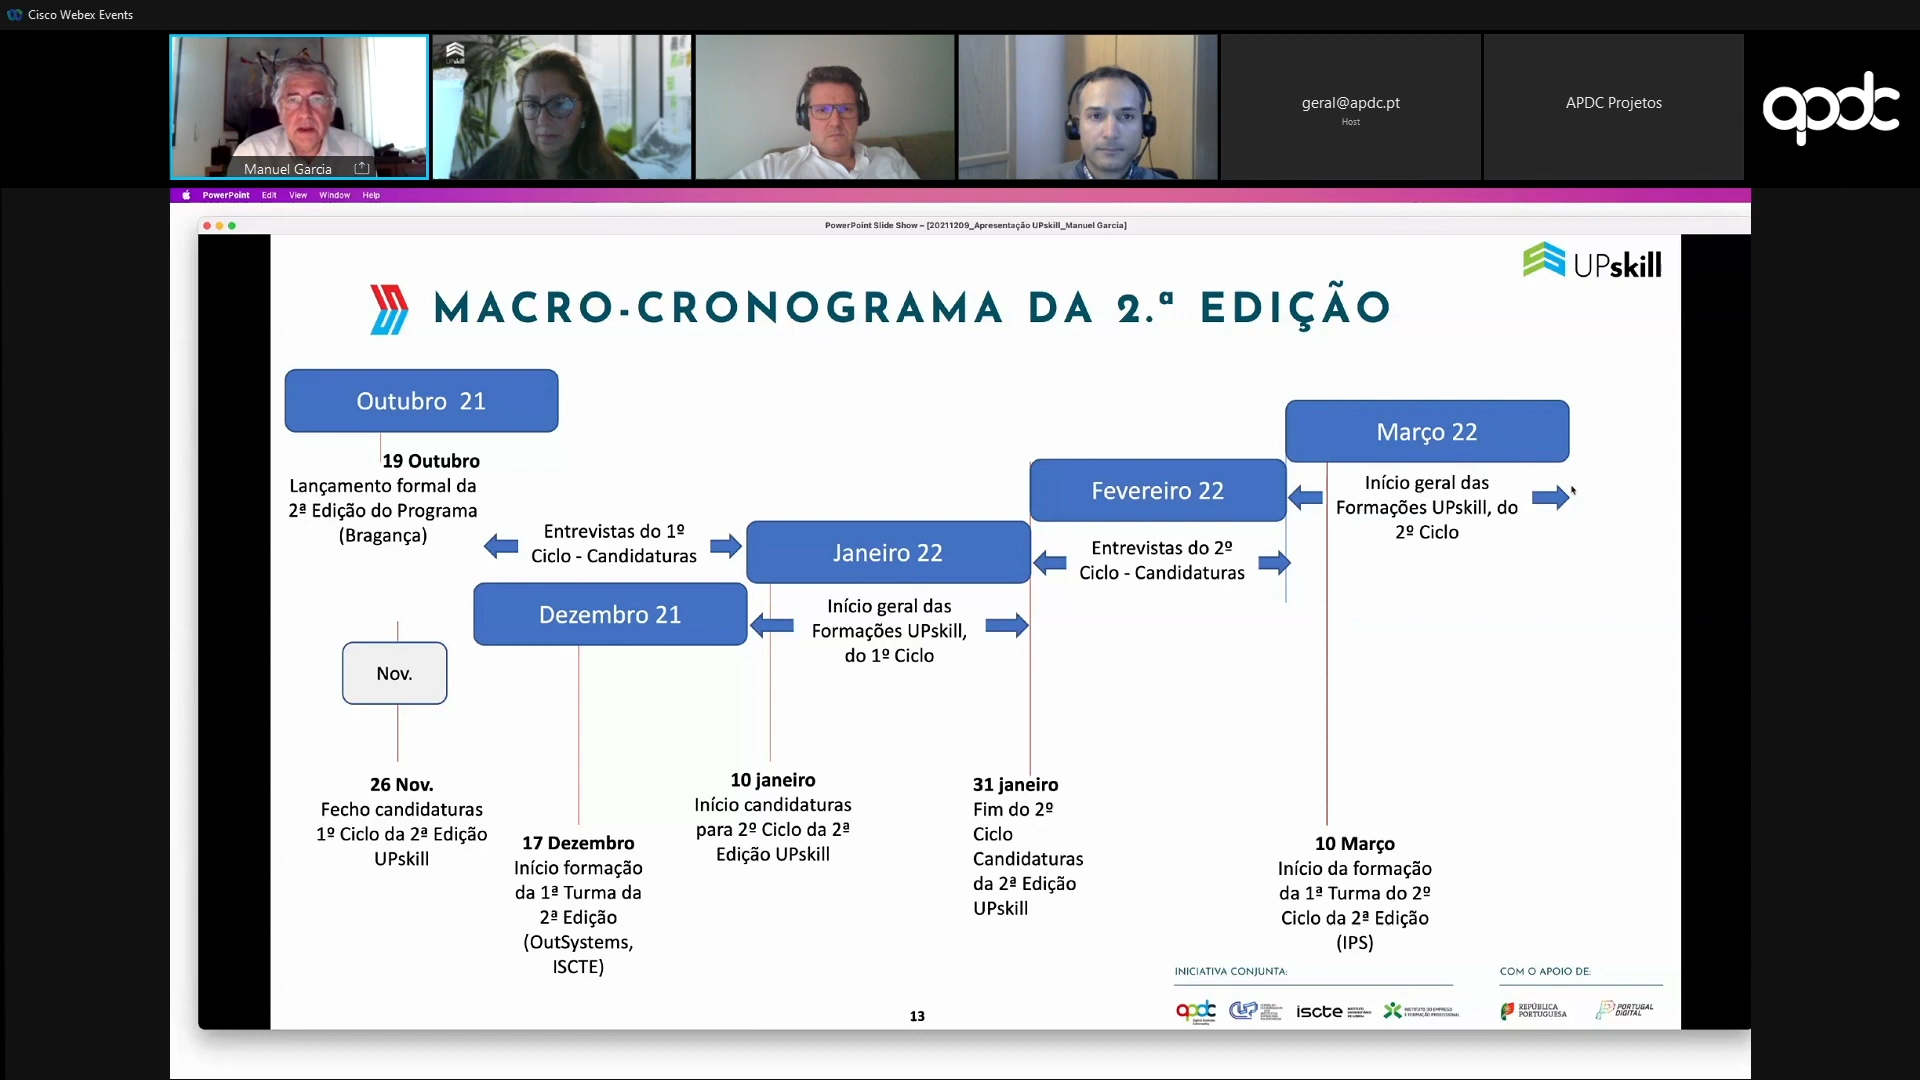 Cisco Webex Events
UPskill
Manuel Garcia
geral@apdc.pt
Host
APDC Projetos
apdc
PowerPoint Edit View Window Help
PowerPoint Slide Show – [20211209_Apresentação UPskill_Manuel Garcia]
UPskill
MACRO-CRONOGRAMA DA 2.ª EDIÇÃO
Outubro 21
19 Outubro
Lançamento formal da
2ª Edição do Programa
(Bragança)
Março 22
Início geral das
Formações UPskill, do
2º Ciclo
Fevereiro 22
Entrevistas do 2º
Ciclo - Candidaturas
Entrevistas do 1º
Ciclo - Candidaturas
Janeiro 22
Início geral das
Formações UPskill,
do 1º Ciclo
Dezembro 21
Nov.
26 Nov.
Fecho candidaturas
1º Ciclo da 2ª Edição
UPskill
17 Dezembro
Início formação
da 1ª Turma da
2ª Edição
(OutSystems,
ISCTE)
10 janeiro
Início candidaturas
para 2º Ciclo da 2ª
Edição UPskill
31 janeiro
Fim do 2º
Ciclo
Candidaturas
da 2ª Edição
UPskill
10 Março
Início da formação
da 1ª Turma do 2º
Ciclo da 2ª Edição
(IPS)
INICIATIVA CONJUNTA:
COM O APOIO DE:
apdc
iscte
INSTITUTO DO EMPREGO
E FORMAÇÃO PROFISSIONAL
REPÚBLICA
PORTUGUESA
PORTUGAL
DIGITAL
13